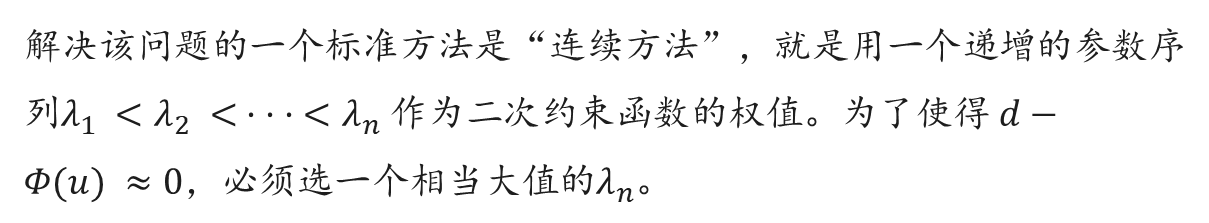 解决该问题的一个标准方法是“连续方法”，就是用一个递增的参数序
列λ₁ < λ₂ < ··· < λₙ 作为二次约束函数的权值。为了使得 d −
Φ(u) ≈ 0，必须选一个相当大值的λₙ。